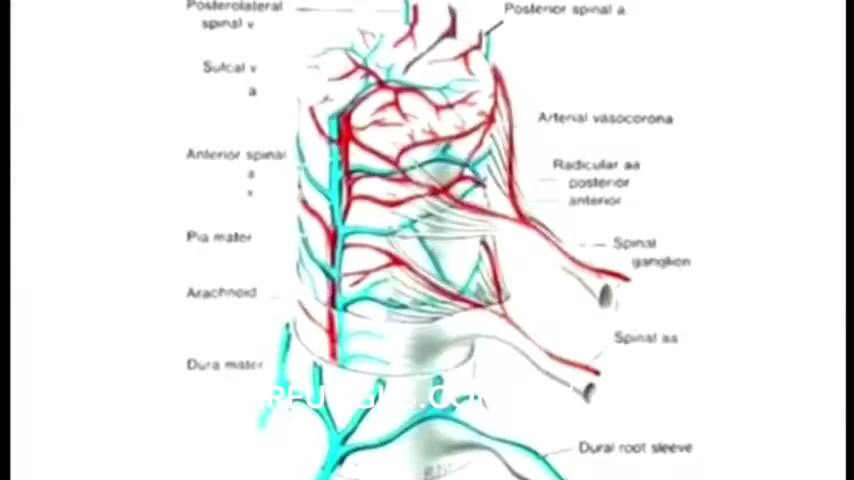 Posterolateral
spinal v
Posterior spinal a.
Sulcal v
a
Arterial vasocorona
Anterior spinal
a
v
Radicular aa
posterior
anterior
Pia mater
Spinal
ganglion
Arachnoid
Spinal aa
Dura mater
Dural root sleeve